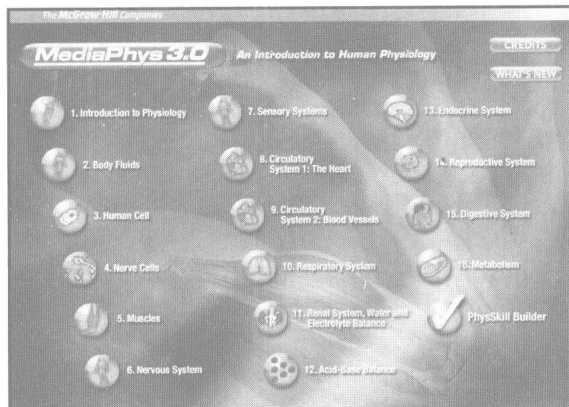 The McGraw-Hill Companies
MediaPhys 3.0
An Introduction to Human Physiology
CREDITS
WHAT'S NEW
1. Introduction to Physiology
2. Body Fluids
3. Human Cell
4. Nerve Cells
5. Muscles
6. Nervous System
7. Sensory Systems
8. Circulatory
System 1: The Heart
9. Circulatory
System 2: Blood Vessels
10. Respiratory System
11. Renal System, Water and
Electrolyte Balance
12. Acid-Base Balance
13. Endocrine System
14. Reproductive System
15. Digestive System
16. Metabolism
PhysSkill Builder